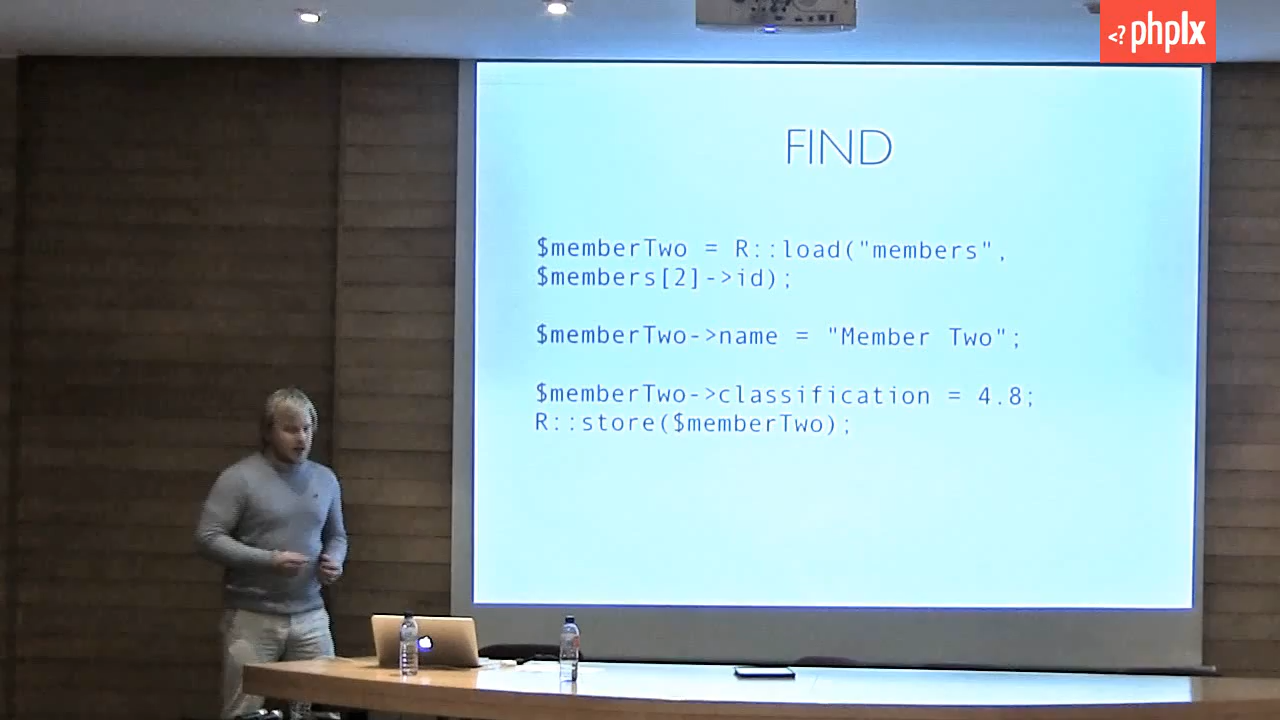 <? phplx
FIND
$memberTwo = R::load("members",
$members[2]->id);
$memberTwo->name = "Member Two";
$memberTwo->classification = 4.8;
R::store($memberTwo);